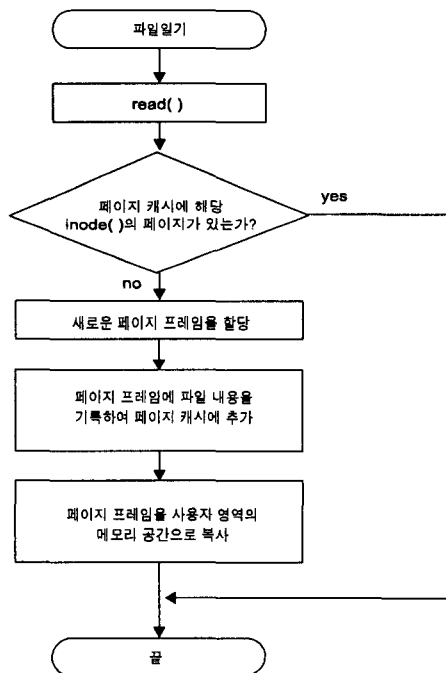 파일읽기
read( )
페이지 캐시에 해당
inode( )의 페이지가 있는가?
yes
no
새로운 페이지 프레임을 할당
페이지 프레임에 파일 내용을
기록하여 페이지 캐시에 추가
페이지 프레임을 사용자 영역의
메모리 공간으로 복사
끝